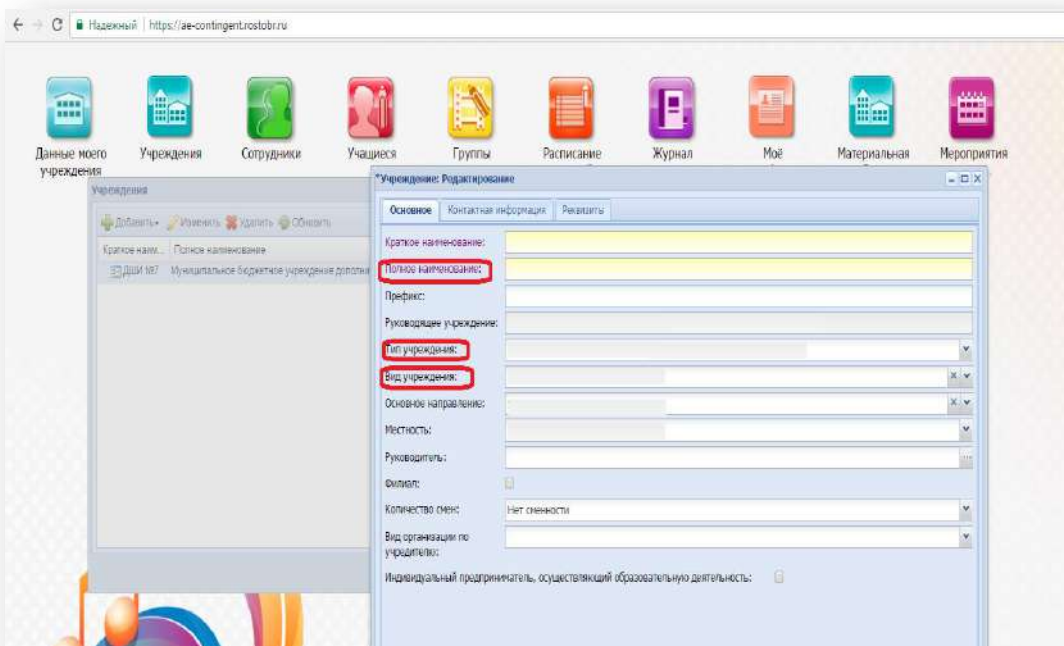 Надежный | https://ae-contingent.rostobr.ru
Данные моего учреждения
Учреждения
Сотрудники
Учащиеся
Группы
Расписание
Журнал
Моё
Материальная
Мероприятия
Учреждения
Добавить Изменить Удалить Обновить
Краткое наим... Полное наименование
ДШИ №7 Муниципальное бюджетное учреждение дополни
*Учреждение: Редактирование
Основное Контактная информация Реквизиты
Краткое наименование:
Полное наименование:
Префикс:
Руководящее учреждение:
Тип учреждения:
Вид учреждения:
Основное направление:
Местность:
Руководитель:
Филиал:
Количество смен: Нет сменности
Вид организации по
учредителю:
Индивидуальный предприниматель, осуществляющий образовательную деятельность: